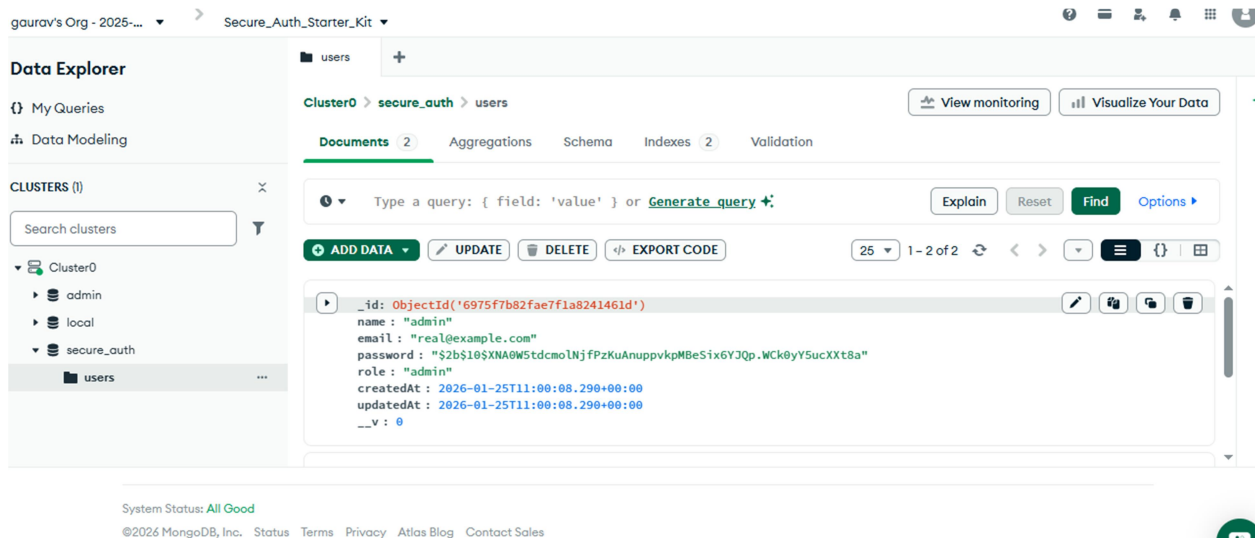 gaurav's Org - 2025-...
Secure_Auth_Starter_Kit
Data Explorer
My Queries
Data Modeling
CLUSTERS (1)
Search clusters
Cluster0
admin
local
secure_auth
users
users
Cluster0 > secure_auth > users
View monitoring
Visualize Your Data
Documents 2
Aggregations
Schema
Indexes 2
Validation
Type a query: { field: 'value' } or Generate query
Explain
Reset
Find
Options
ADD DATA
UPDATE
DELETE
EXPORT CODE
25
1 - 2 of 2
_id: ObjectId('6975f7b82fae7f1a8241461d')
name : "admin"
email : "real@example.com"
password : "$2b$10$XNA0W5tdcmolNjfPzKuAnuppvkpMBeSix6YJQp.WCk0yY5ucXXt8a"
role : "admin"
createdAt : 2026-01-25T11:00:08.290+00:00
updatedAt : 2026-01-25T11:00:08.290+00:00
__v : 0
System Status: All Good
©2026 MongoDB, Inc. Status Terms Privacy Atlas Blog Contact Sales